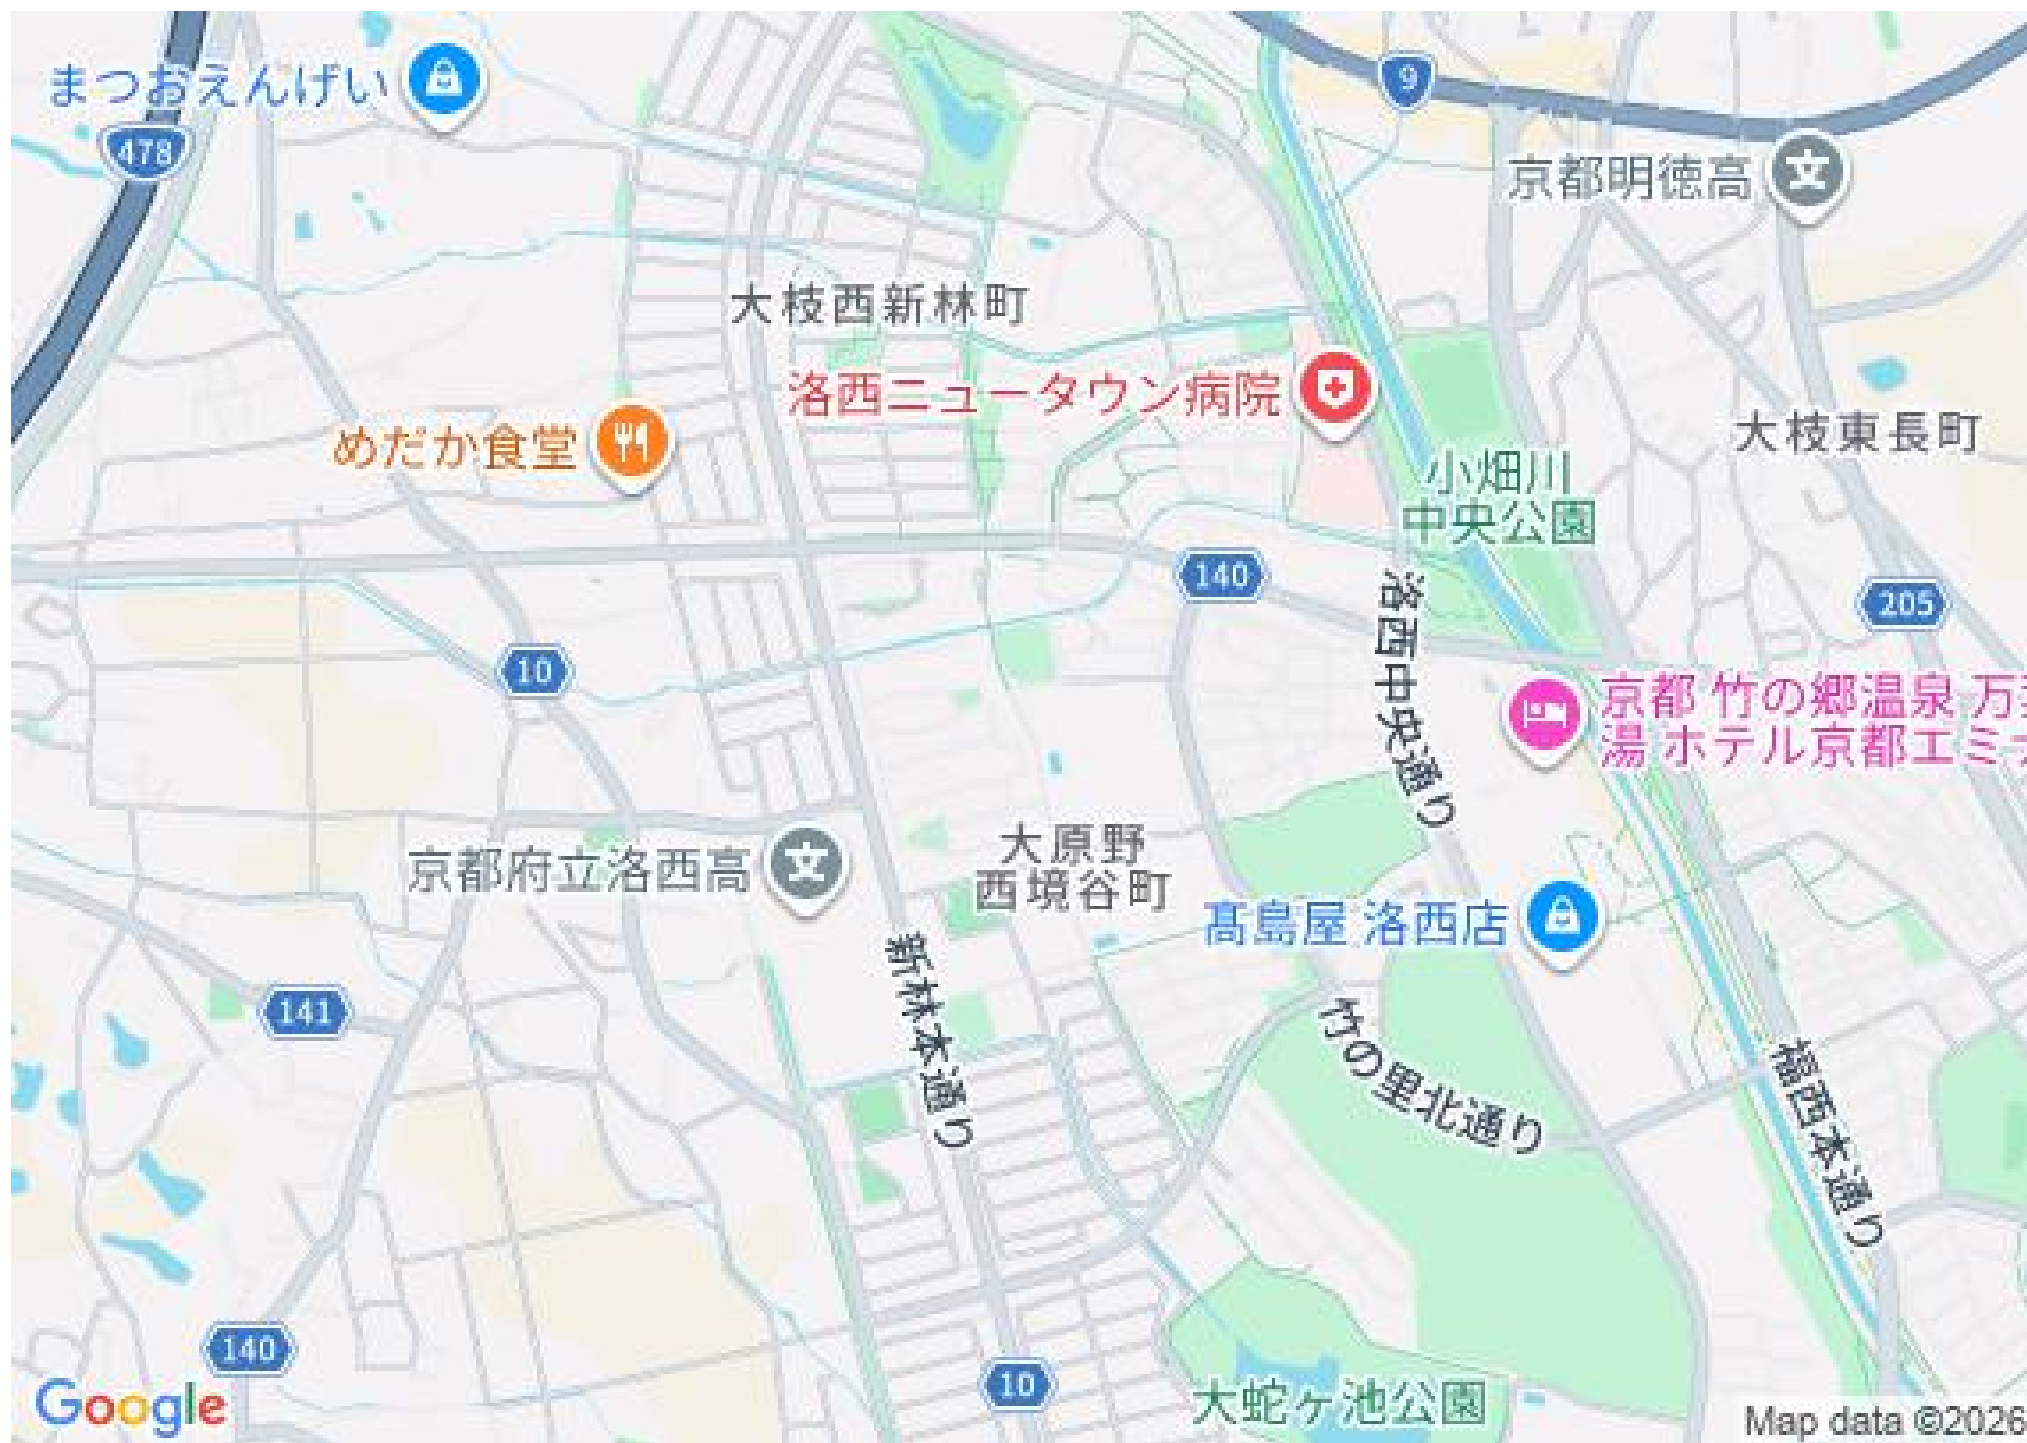 まつおえんげい
478
9
京都明徳高
大枝西新林町
洛西ニュータウン病院
めだか食堂
大枝東長町
小畑川
中央公園
140
205
洛西中央通り
10
京都 竹の郷温泉 万
湯 ホテル京都エミ
京都府立洛西高
大原野
西境谷町
髙島屋 洛西店
新林本通り
141
竹の里北通り
福西本通り
140
10
大蛇ヶ池公園
Google
Map data ©2026